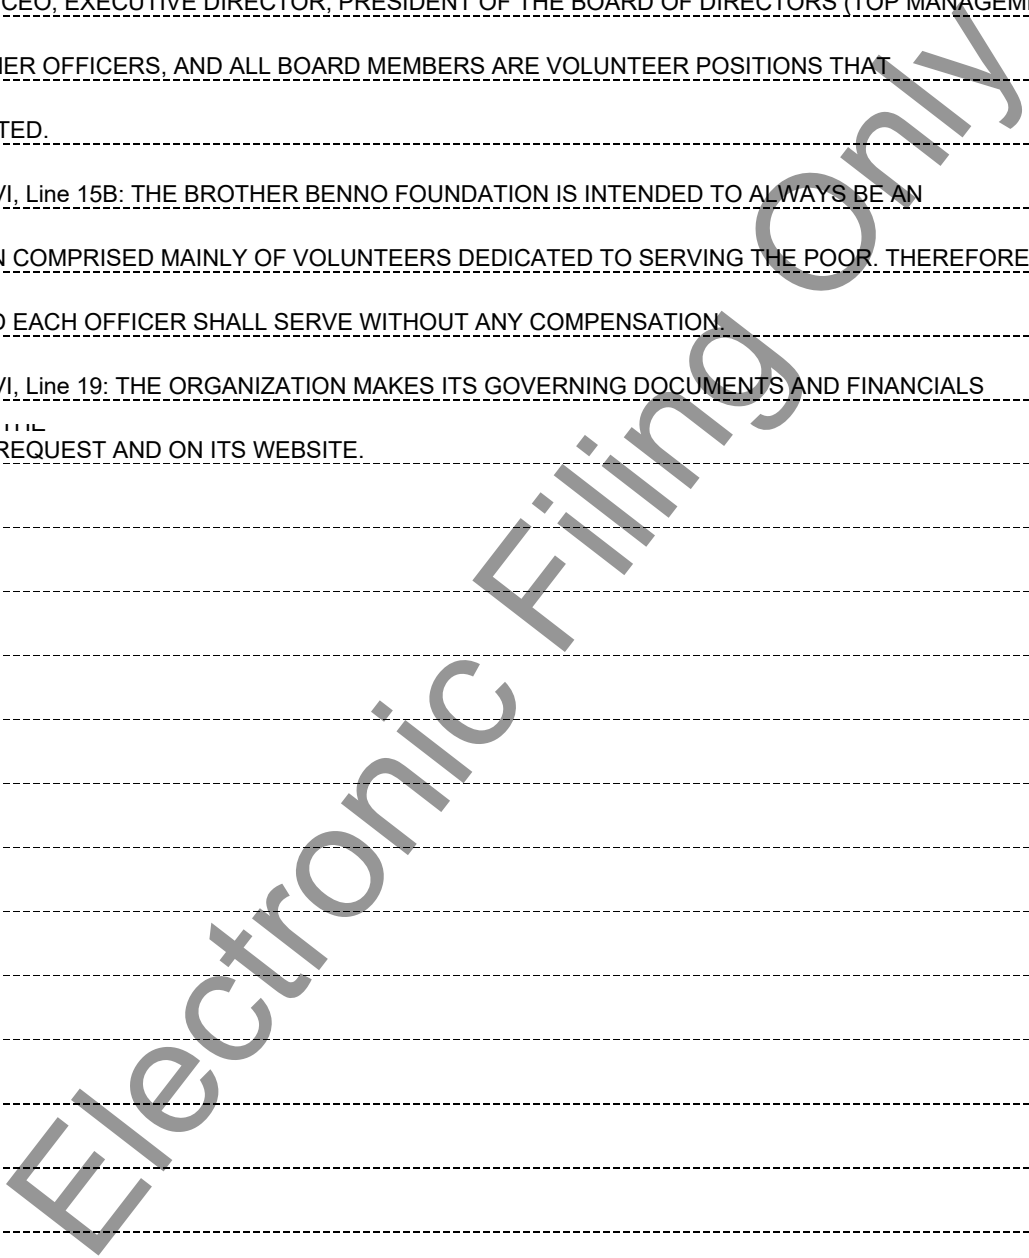 CEO, EXECUTIVE DIRECTOR, PRESIDENT OF THE BOARD OF DIRECTORS (TOP
OFFICERS, AND ALL BOARD MEMBERS ARE VOLUNTEER POSITIONS THAT
VI, Line 15B: THE BROTHER BENNO FOUNDATION IS INTENDED TO ALWAYS BE AN
COMPRISED MAINLY OF VOLUNTEERS DEDICATED TO SERVING THE POOR. THEREFORE
EACH OFFICER SHALL SERVE WITHOUT ANY COMPENSATION.
VI, Line 19: THE ORGANIZATION MAKES ITS GOVERNING DOCUMENTS AND FINANCIALS
THE
REQUEST AND ON ITS WEBSITE.
Electronic Filing Only